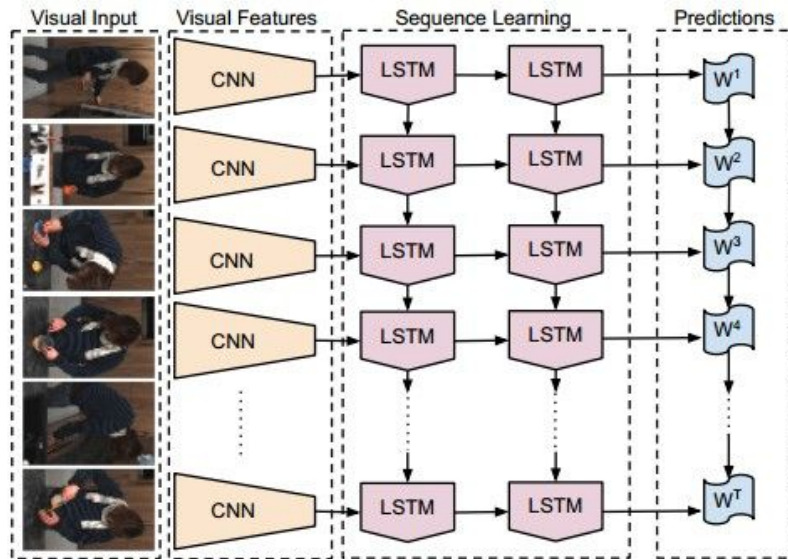 Visual Input Visual Features Sequence Learning Predictions
CNN LSTM LSTM W¹
CNN LSTM LSTM W²
CNN LSTM LSTM W³
CNN LSTM LSTM W⁴
CNN LSTM LSTM Wᵀ